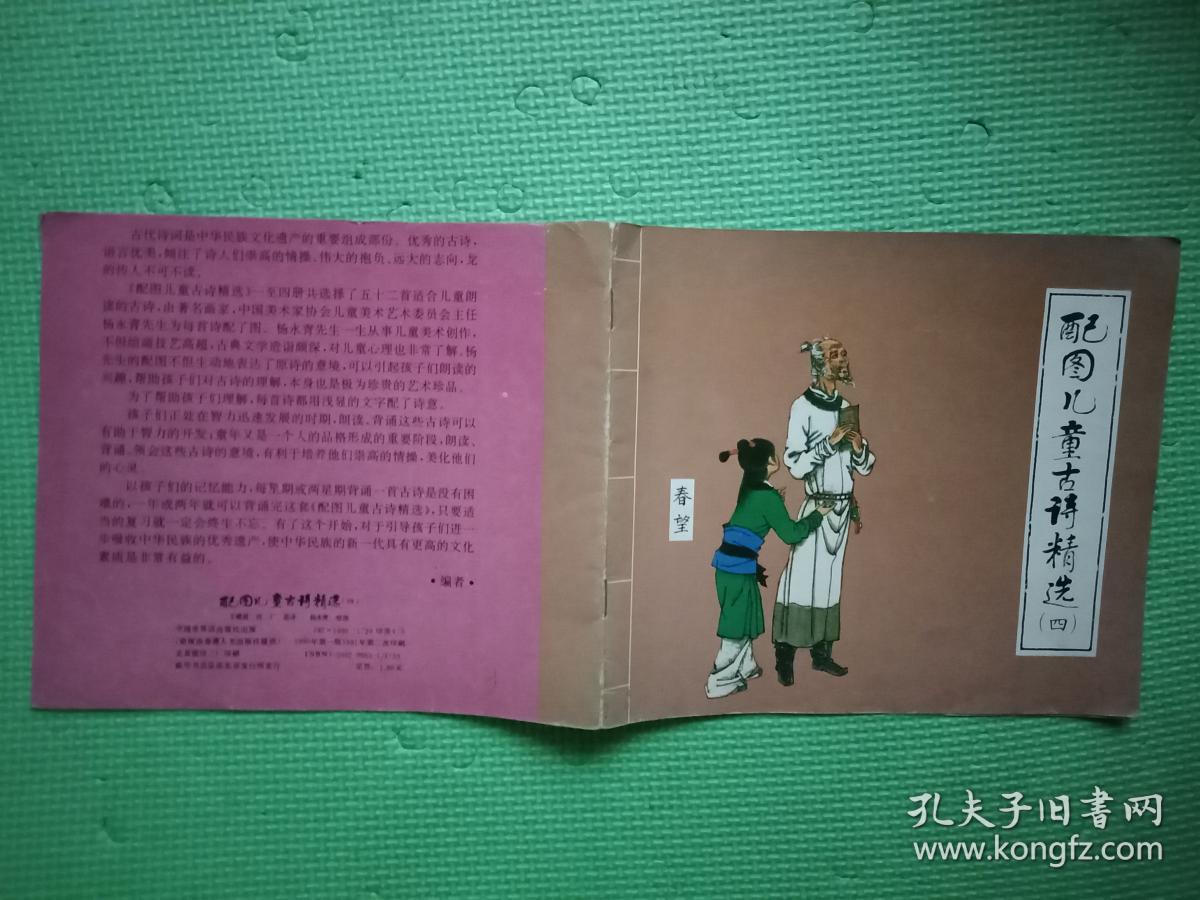 古代诗词是中华民族文化遗产的重要组成部份。优秀的古诗，
语言优美，倾注了诗人们崇高的情操、伟大的抱负、远大的志向，龙
的传人不可不读。
《配图儿童古诗精选》一至四册共选择了五十二首适合儿童朗
读的古诗，由著名画家，中国美术家协会儿童美术艺术委员会主任
杨永青先生为每首诗配了图。杨永青先生一生从事儿童美术创作，
不但绘画技艺高超，古典文学造诣颇深，对儿童心理也非常了解。杨
先生的配图不但生动地表达了原诗的意境，可以引起孩子们朗读的
兴趣，帮助孩子们对古诗的理解，本身也是极为珍贵的艺术珍品。
为了帮助孩子们理解，每首诗都用浅显的文字配了诗意。
孩子们正处在智力迅速发展的时期，朗读、背诵这些古诗可以
有助于智力的开发；童年又是一个人的品格形成的重要阶段，朗读、
背诵、领会这些古诗的意境，有利于培养他们崇高的情操，美化他们
的心灵。
以孩子们的记忆能力，每星期或两星期背诵一首古诗是没有困
难的，一年或两年就可以背诵完这套《配图儿童古诗精选》，只要适
当的复习就一定会终生不忘。有了这个开始，对于引导孩子们进一
步吸收中华民族的优秀遗产，使中华民族的新一代具有更高的文化
素质是非常有益的。
·编者·
配图儿童古诗精选
春望
配图儿童古诗精选(四)
孔夫子旧书网
www.kongfz.com